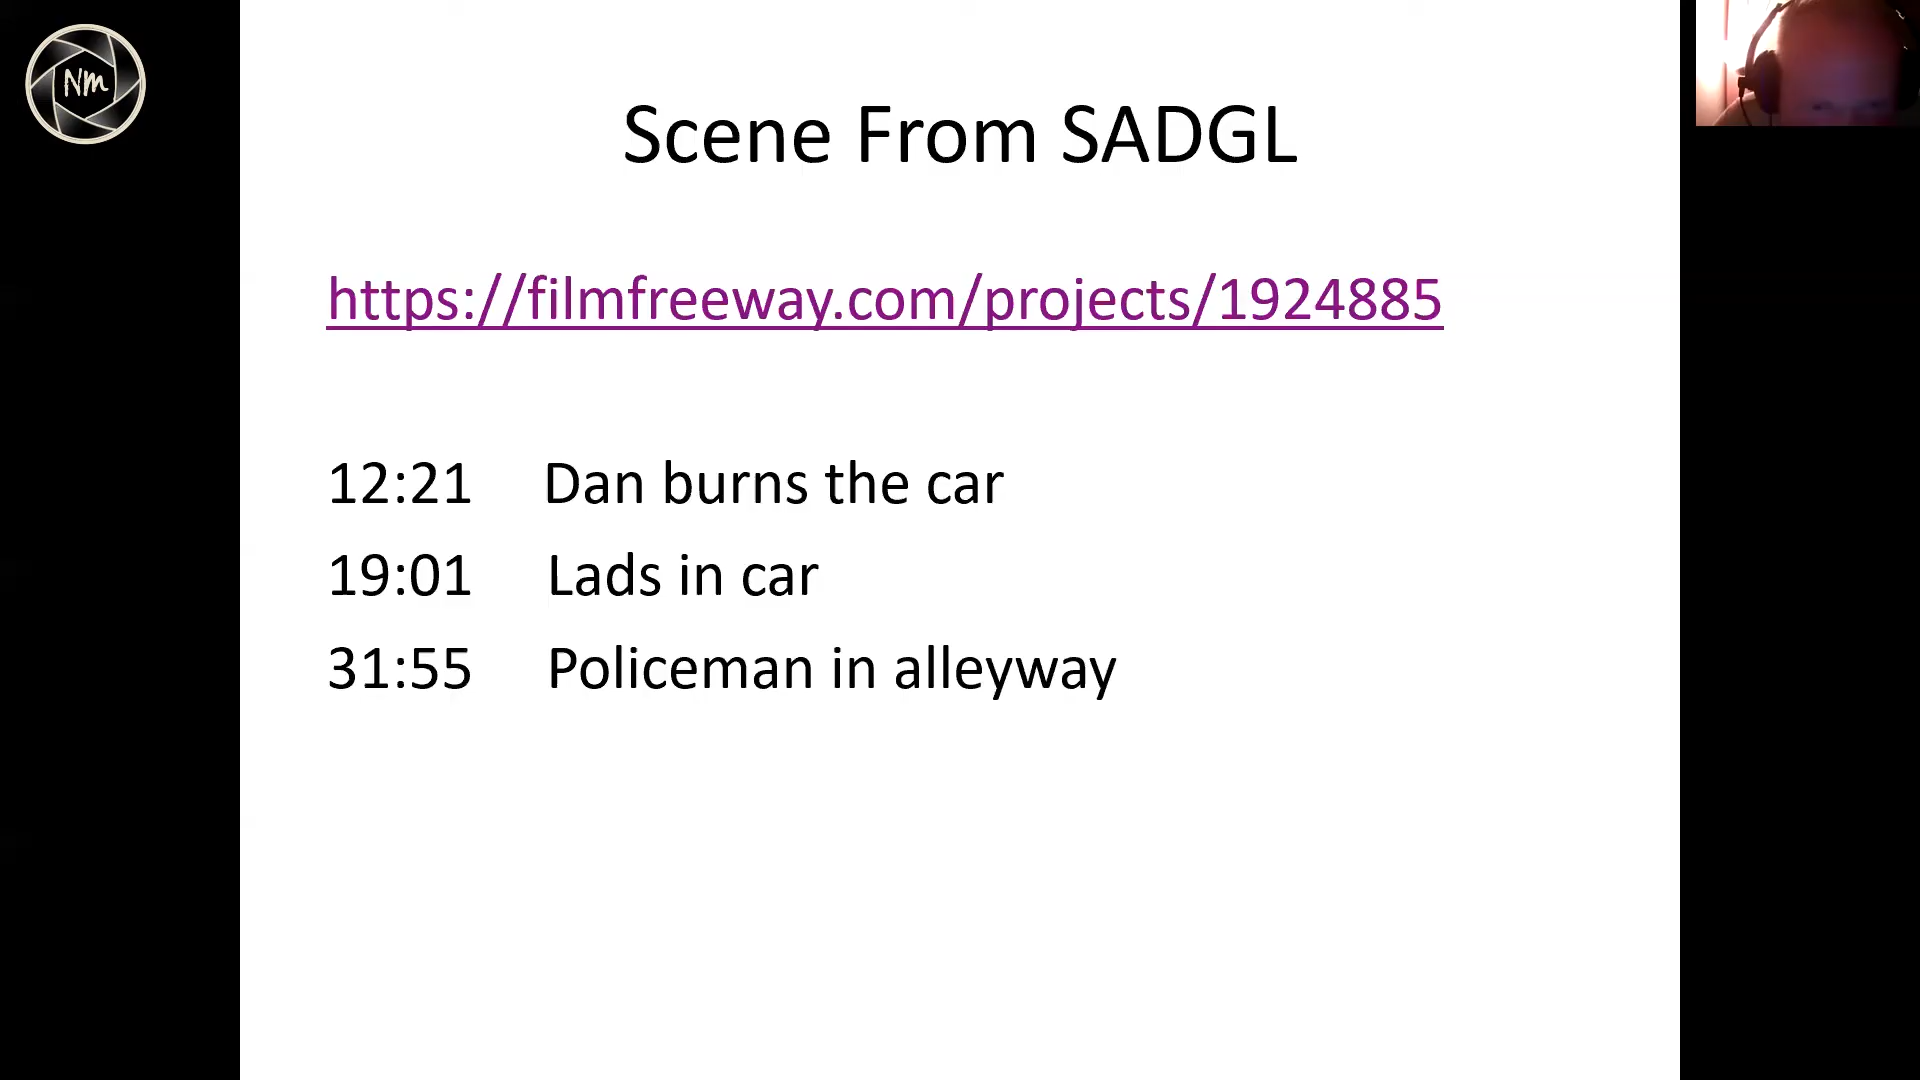 Nm
Scene From SADGL
https://filmfreeway.com/projects/1924885
12:21 Dan burns the car
19:01 Lads in car
31:55 Policeman in alleyway